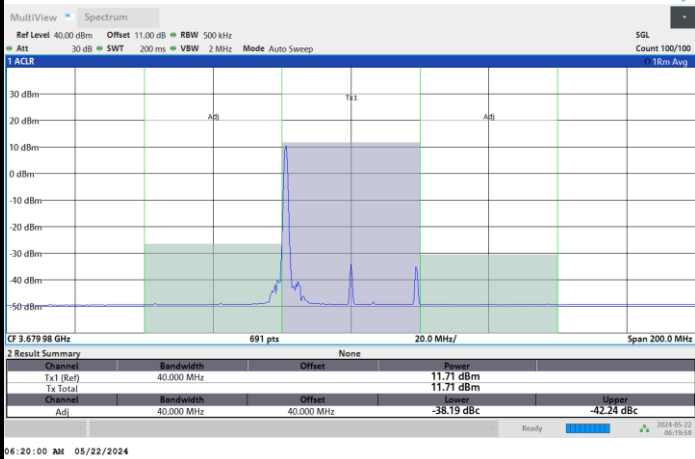 MultiView Spectrum
Ref Level 40.00 dBm Offset 11.00 dB RBW 500 kHz SGL
Att 30 dB SWT 200 ms VBW 2 MHz Mode Auto Sweep Count 100/100
1 ACLR 1Rm Avg
30 dBm
Tx1
20 dBm Adj Adj
10 dBm
0 dBm
-10 dBm
-20 dBm
-30 dBm
-40 dBm
-50 dBm
CF 3.67998 GHz 691 pts 20.0 MHz/ Span 200.0 MHz
2 Result Summary None
Channel Bandwidth Offset Power
Tx1 (Ref) 40.000 MHz 11.71 dBm
Tx Total 11.71 dBm
Channel Bandwidth Offset Lower Upper
Adj 40.000 MHz 40.000 MHz -38.19 dBc -42.24 dBc
Ready 2024-05-22
06:19:59
06:20:00 AM 05/22/2024